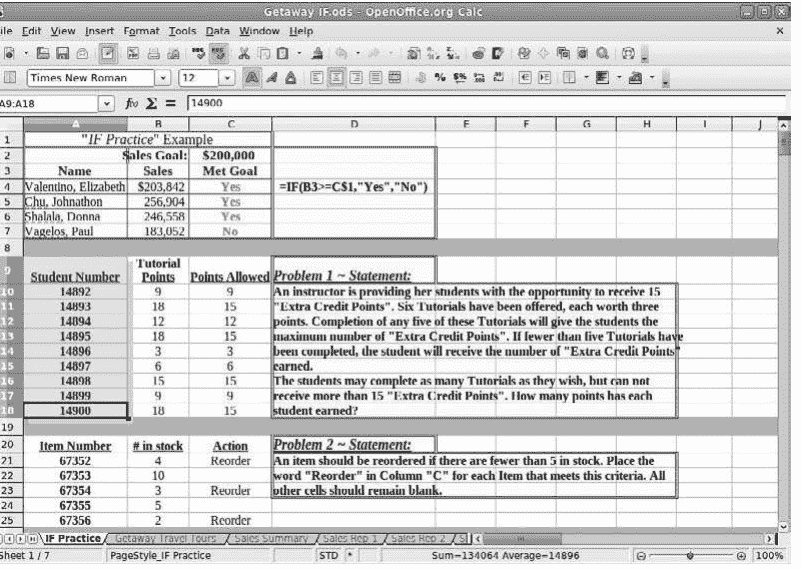 Getaway IF.ods - OpenOffice.org Calc
ile Edit View Insert Format Tools Data Window Help
Times New Roman 12
A9:A18 f(x) Σ = 14900
A B C D E F G H I J
1 "IF Practice" Example
2 Sales Goal: $200,000
3 Name Sales Met Goal
4 Valentino, Elizabeth $203,842 Yes =IF(B3>=C$1,"Yes","No")
5 Chu, Johnathon 256,904 Yes
6 Shalala, Donna 246,558 Yes
7 Vagelos, Paul 183,052 No
8
9 Student Number Tutorial Points Points Allowed Problem 1 ~ Statement:
10 14892 9 9 An instructor is providing her students with the opportunity to receive 15
11 14893 18 15 "Extra Credit Points". Six Tutorials have been offered, each worth three
12 14894 12 12 points. Completion of any five of these Tutorials will give the students the
13 14895 18 15 maximum number of "Extra Credit Points". If fewer than five Tutorials have
14 14896 3 3 been completed, the student will receive the number of "Extra Credit Points"
15 14897 6 6 earned.
16 14898 15 15 The students may complete as many Tutorials as they wish, but can not
17 14899 9 9 receive more than 15 "Extra Credit Points". How many points has each
18 14900 18 15 student earned?
19
20 Item Number # in stock Action Problem 2 ~ Statement:
21 67352 4 Reorder An item should be reordered if there are fewer than 5 in stock. Place the
22 67353 10 word "Reorder" in Column "C" for each Item that meets this criteria. All
23 67354 3 Reorder other cells should remain blank.
24 67355 5
25 67356 2 Reorder
IF Practice Getaway Travel Tours Sales Summary Sales Rep 1 Sales Rep 2 S
Sheet 1 / 7 PageStyle_IF Practice STD * Sum=134064 Average=14896 100%